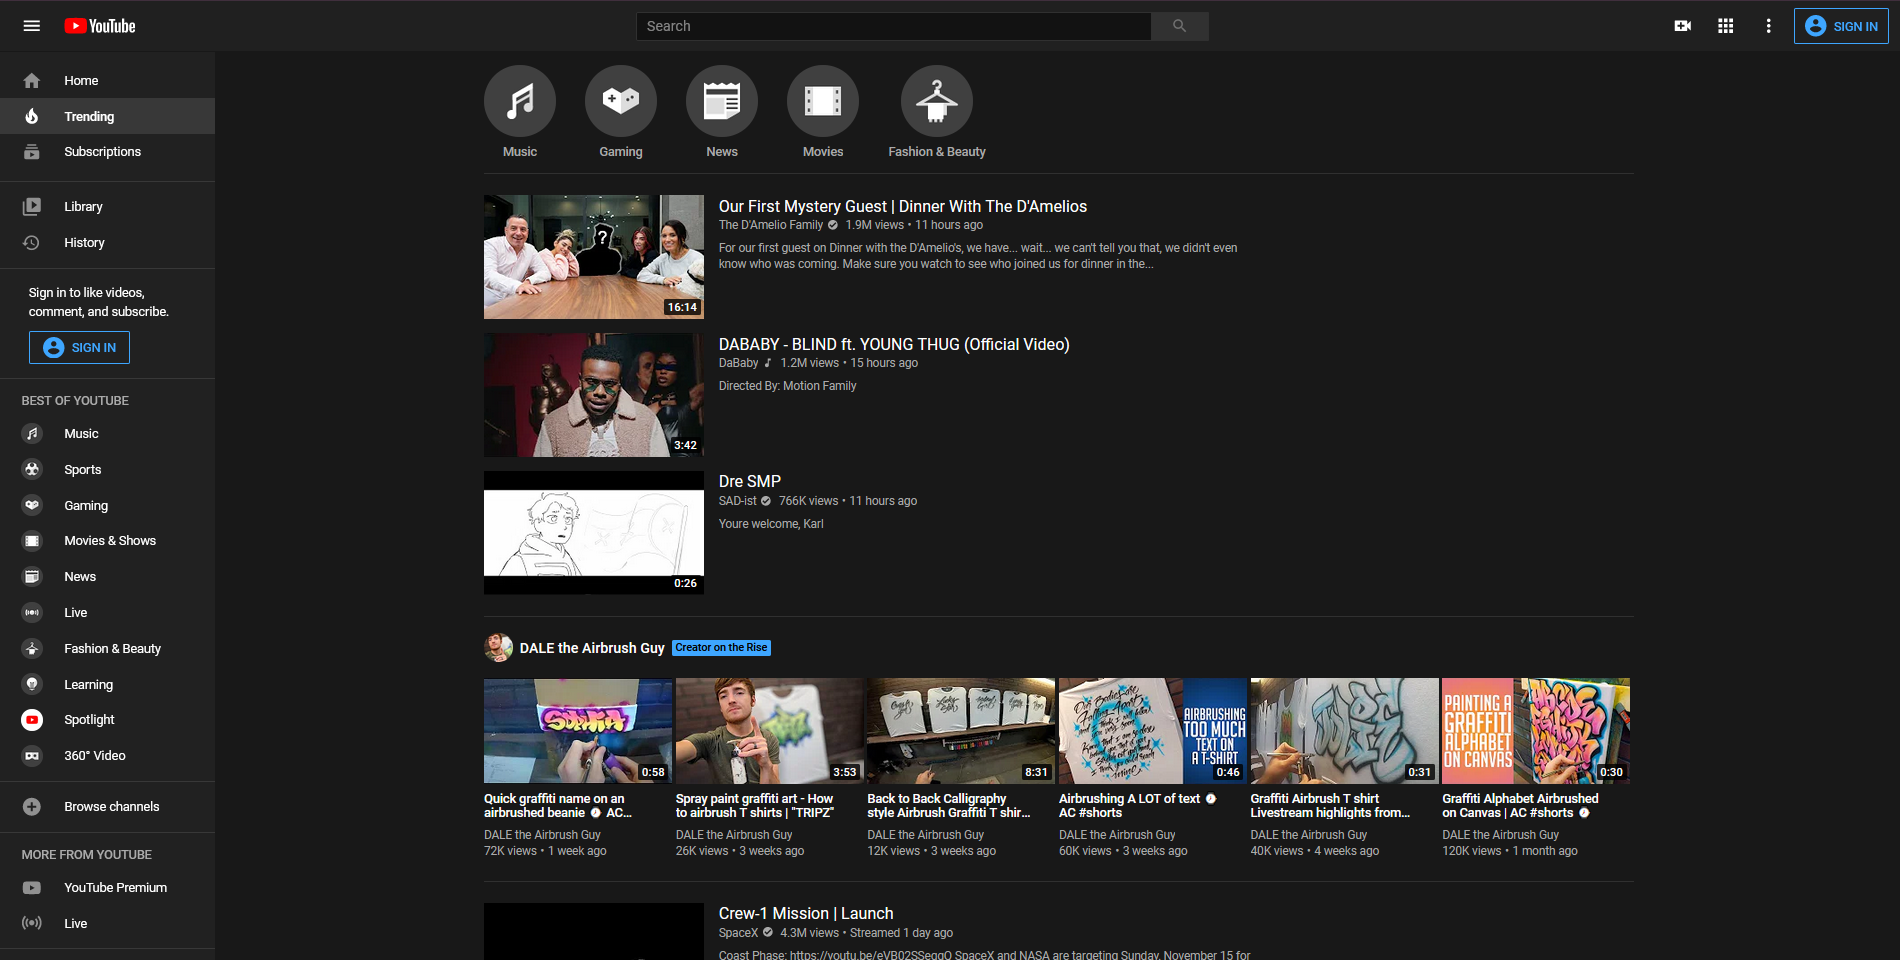 YouTube
Search
SIGN IN
Home
Trending
Subscriptions
Library
History
Sign in to like videos,
comment, and subscribe.
SIGN IN
BEST OF YOUTUBE
Music
Sports
Gaming
Movies & Shows
News
Live
Fashion & Beauty
Learning
Spotlight
360° Video
Browse channels
MORE FROM YOUTUBE
YouTube Premium
Live
Music
Gaming
News
Movies
Fashion & Beauty
?
16:14
Our First Mystery Guest | Dinner With The D'Amelios
The D'Amelio Family 1.9M views • 11 hours ago
For our first guest on Dinner with the D'Amelio's, we have... wait... we can't tell you that, we didn't even
know who was coming. Make sure you watch to see who joined us for dinner in the...
3:42
DABABY - BLIND ft. YOUNG THUG (Official Video)
DaBaby 1.2M views • 15 hours ago
Directed By: Motion Family
0:26
Dre SMP
SAD-ist 766K views • 11 hours ago
Youre welcome, Karl
DALE the Airbrush Guy Creator on the Rise
SOPHIA
0:58
Quick graffiti name on an
airbrushed beanie AC...
DALE the Airbrush Guy
72K views • 1 week ago
3:53
Spray paint graffiti art - How
to airbrush T shirts | "TRIPZ"
DALE the Airbrush Guy
26K views • 3 weeks ago
8:31
Back to Back Calligraphy
style Airbrush Graffiti T shir...
DALE the Airbrush Guy
12K views • 3 weeks ago
AIRBRUSHING
TOO MUCH
TEXT ON
A T-SHIRT
0:46
Airbrushing A LOT of text
AC #shorts
DALE the Airbrush Guy
60K views • 3 weeks ago
0:31
Graffiti Airbrush T shirt
Livestream highlights from...
DALE the Airbrush Guy
40K views • 4 weeks ago
PAINTING A
GRAFFITI
ALPHABET
ON CANVAS
0:30
Graffiti Alphabet Airbrushed
on Canvas | AC #shorts
DALE the Airbrush Guy
120K views • 1 month ago
Crew-1 Mission | Launch
SpaceX 4.3M views • Streamed 1 day ago
Coast Phase: SpaceX and NASA are targeting Sunday, November 15 for